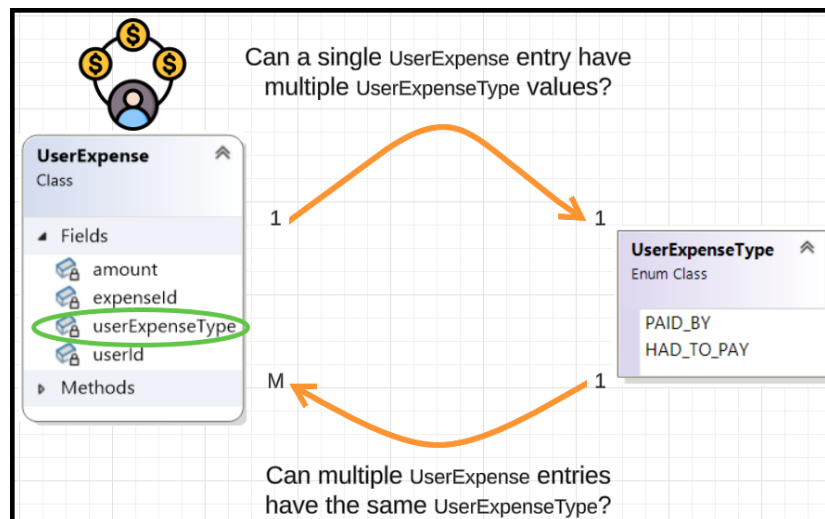 Can a single UserExpense entry have
multiple UserExpenseType values?
$
$
$
UserExpense
Class
Fields
amount
expenseId
userExpenseType
userId
Methods
1
1
UserExpenseType
Enum Class
PAID_BY
HAD_TO_PAY
M
1
Can multiple UserExpense entries
have the same UserExpenseType?